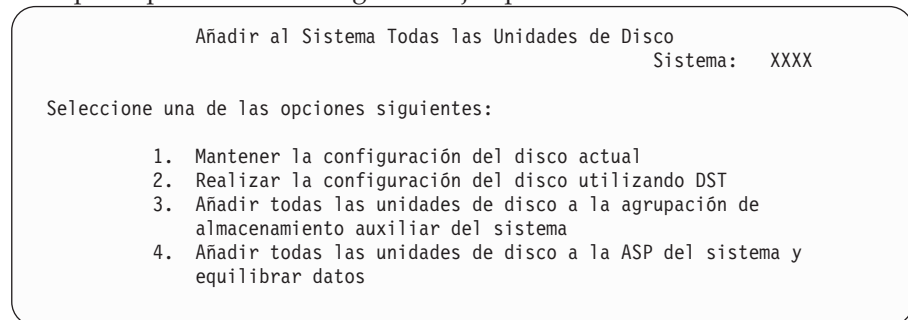 Añadir al Sistema Todas las Unidades de Disco
Sistema: XXXX
Seleccione una de las opciones siguientes:
1. Mantener la configuración del disco actual
2. Realizar la configuración del disco utilizando DST
3. Añadir todas las unidades de disco a la agrupación de
almacenamiento auxiliar del sistema
4. Añadir todas las unidades de disco a la ASP del sistema y
equilibrar datos